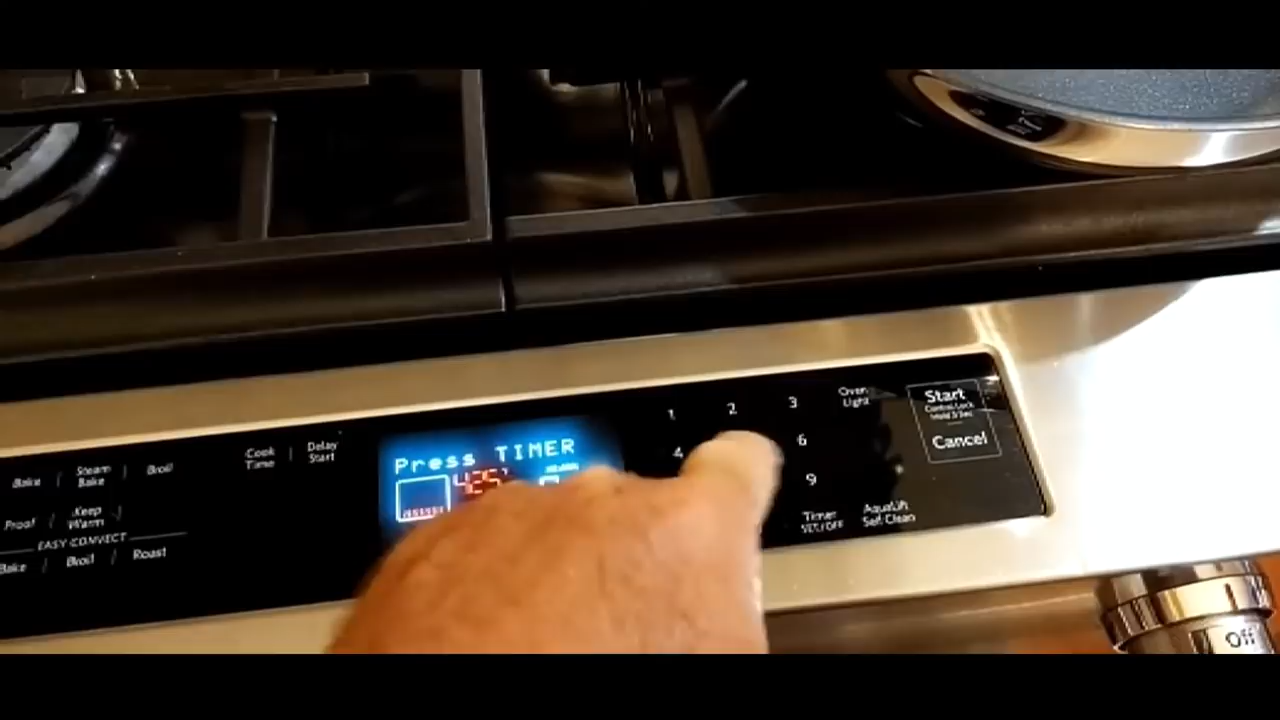 Bake
Steam Bake
Broil
Cook Time
Delay Start
Proof
Keep Warm
EASY CONVECT
Bake
Broil
Roast
Press TIMER
425°
1
2
3
4
6
9
Oven Light
Timer
SET/OFF
AquaLift
Self Clean
Start
Control Lock
Hold 3 Sec
Cancel
Off